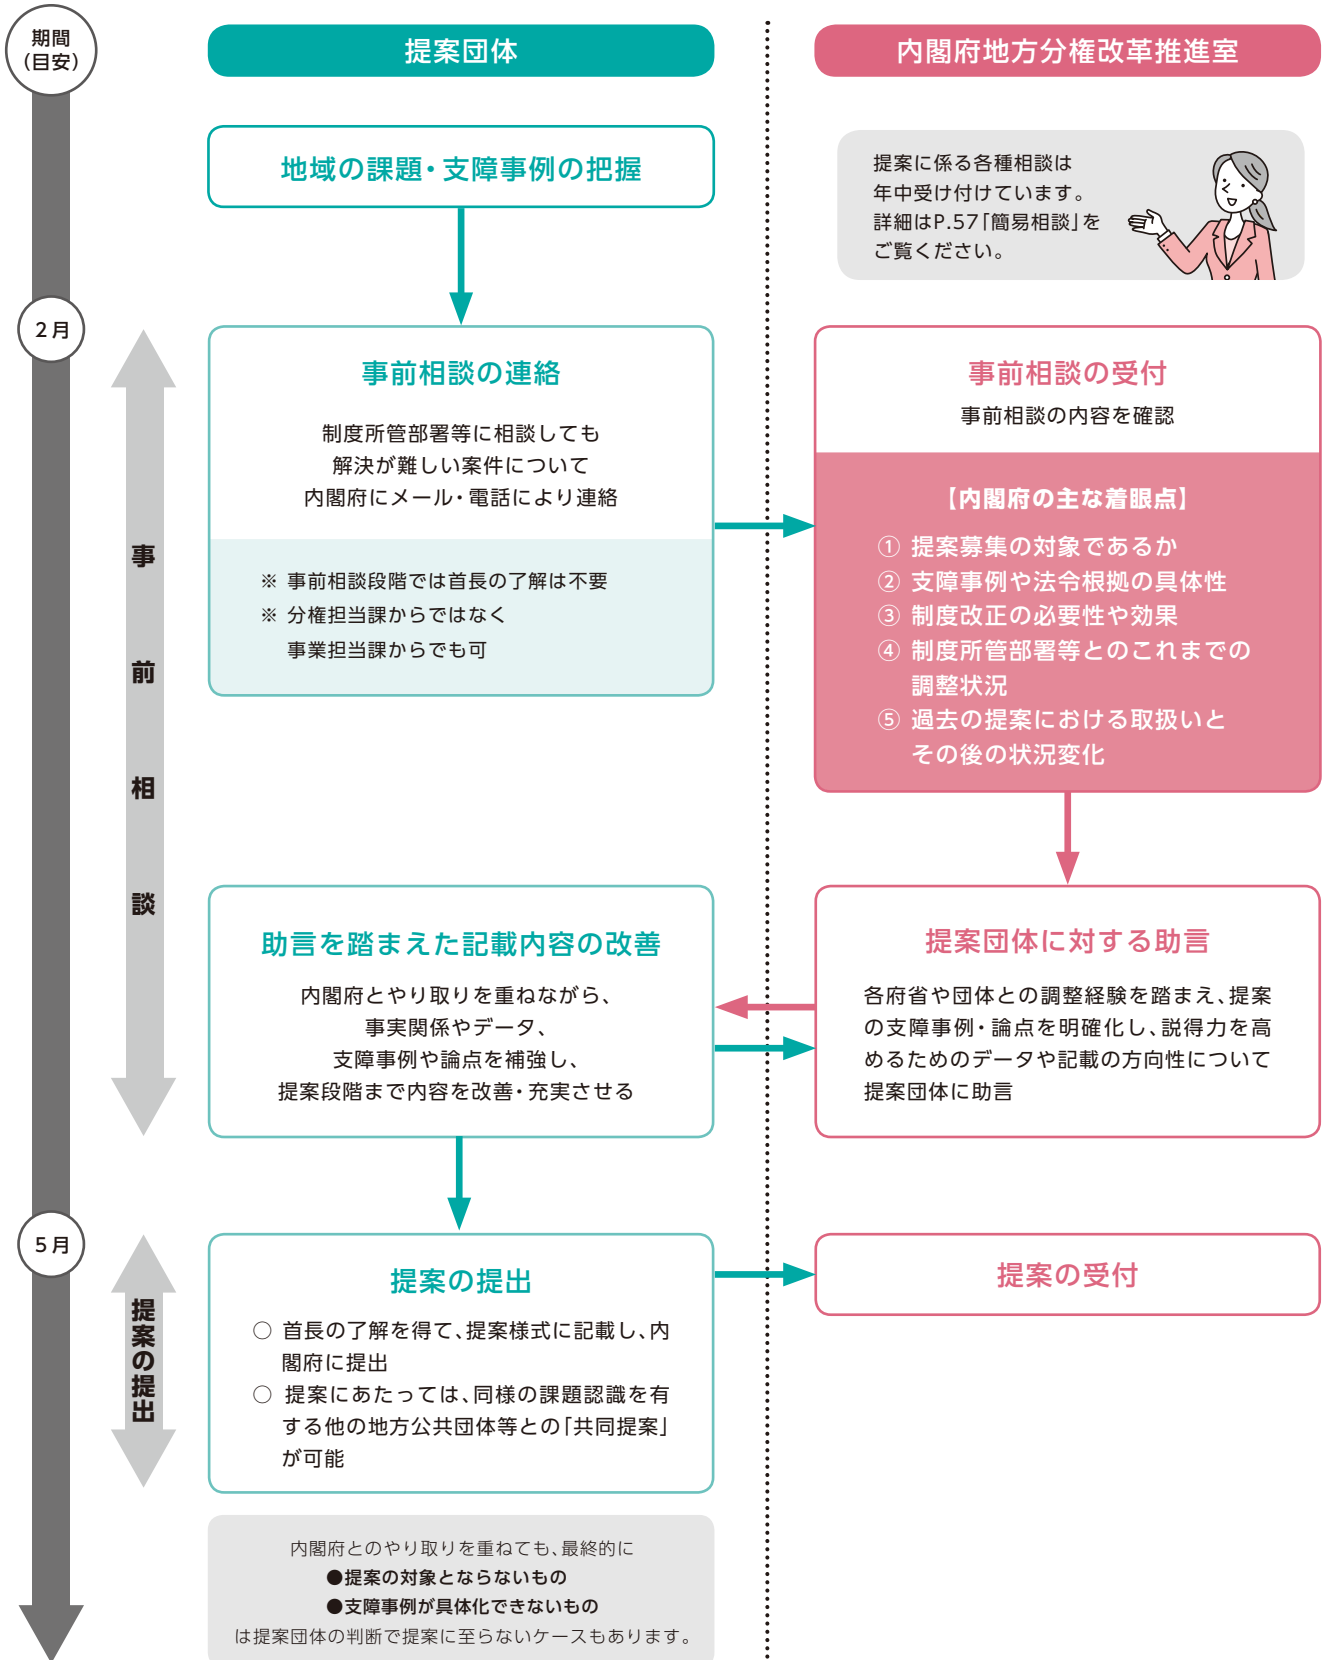 期間
(目安)
提案団体
内閣府地方分権改革推進室
地域の課題・支障事例の把握
提案に係る各種相談は
年中受け付けています。
詳細はP.57「簡易相談」を
ご覧ください。
2月
事前相談
事前相談の連絡
制度所管部署等に相談しても
解決が難しい案件について
内閣府にメール・電話により連絡
※ 事前相談段階では首長の了解は不要
※ 分権担当課からではなく
事業担当課からでも可
事前相談の受付
事前相談の内容を確認
【内閣府の主な着眼点】
① 提案募集の対象であるか
② 支障事例や法令根拠の具体性
③ 制度改正の必要性や効果
④ 制度所管部署等とのこれまでの
調整状況
⑤ 過去の提案における取扱いと
その後の状況変化
助言を踏まえた記載内容の改善
内閣府とやり取りを重ねながら、
事実関係やデータ、
支障事例や論点を補強し、
提案段階まで内容を改善・充実させる
提案団体に対する助言
各府省や団体との調整経験を踏まえ、提案
の支障事例・論点を明確化し、説得力を高
めるためのデータや記載の方向性について
提案団体に助言
5月
提案の提出
提案の提出
○ 首長の了解を得て、提案様式に記載し、内
閣府に提出
○ 提案にあたっては、同様の課題認識を有
する他の地方公共団体等との「共同提案」
が可能
提案の受付
内閣府とのやり取りを重ねても、最終的に
●提案の対象とならないもの
●支障事例が具体化できないもの
は提案団体の判断で提案に至らないケースもあります。